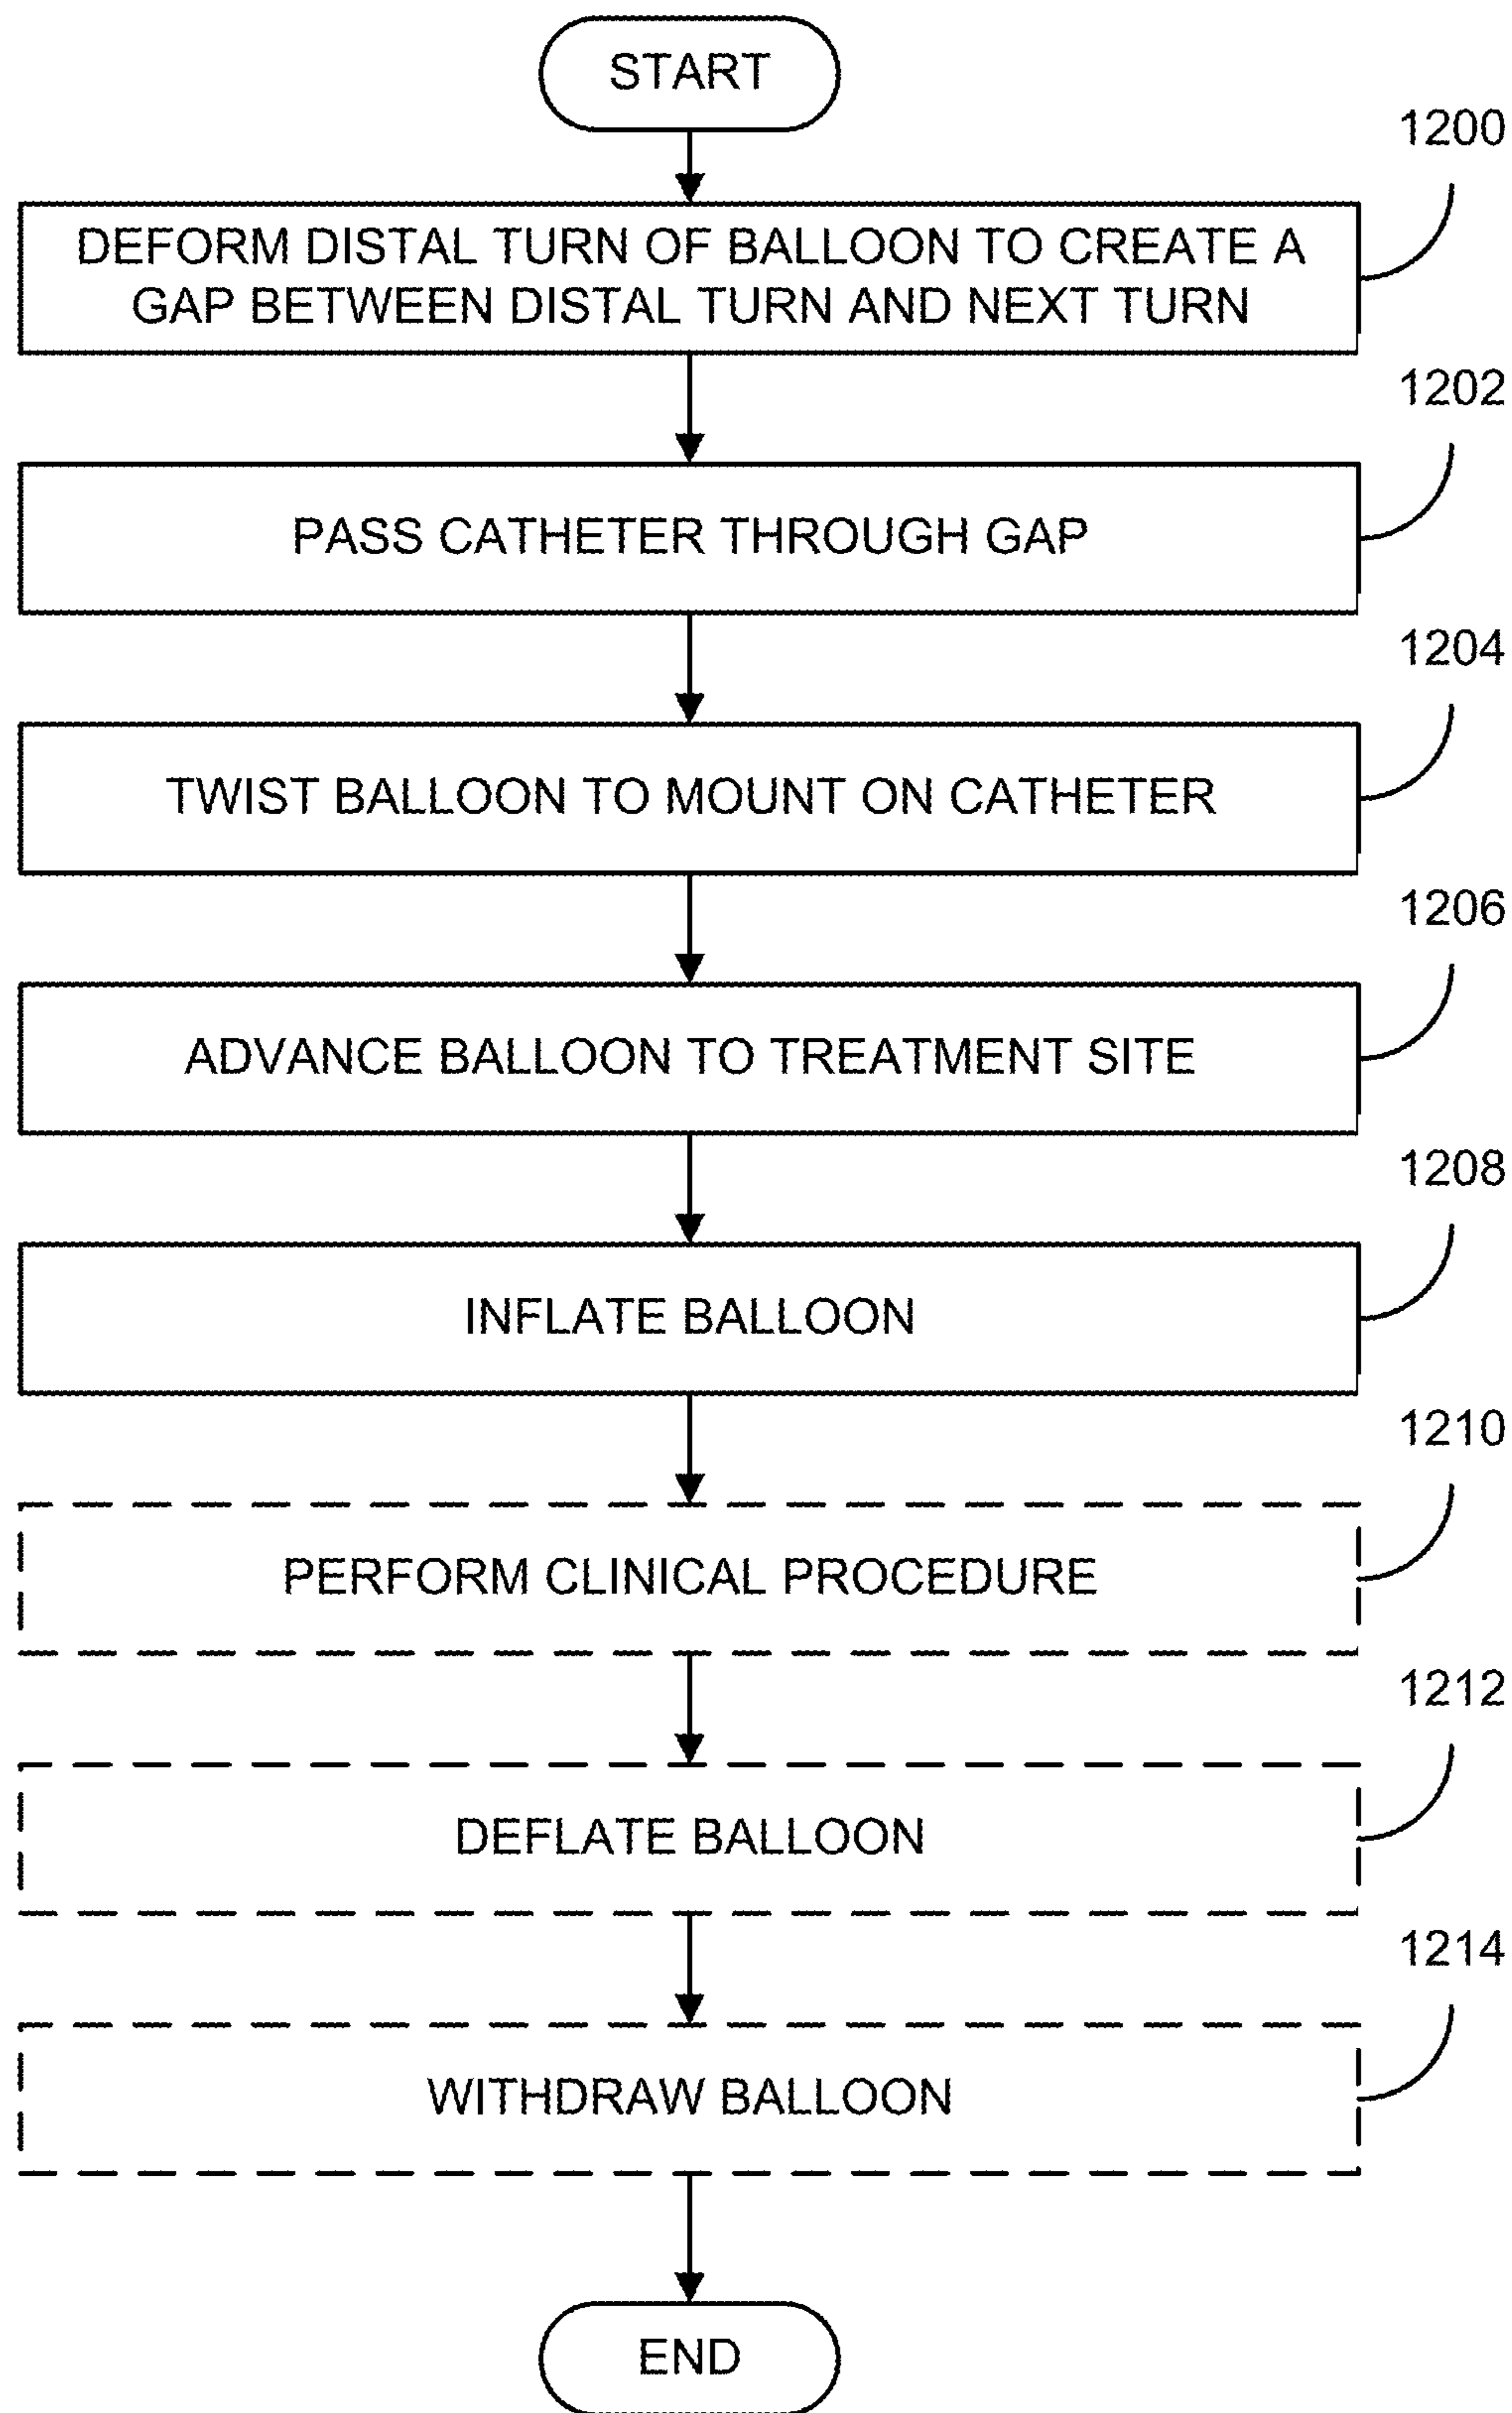 START
1200
DEFORM DISTAL TURN OF BALLOON TO CREATE A
GAP BETWEEN DISTAL TURN AND NEXT TURN
1202
PASS CATHETER THROUGH GAP
1204
TWIST BALLOON TO MOUNT ON CATHETER
1206
ADVANCE BALLOON TO TREATMENT SITE
1208
INFLATE BALLOON
1210
PERFORM CLINICAL PROCEDURE
1212
DEFLATE BALLOON
1214
WITHDRAW BALLOON
END